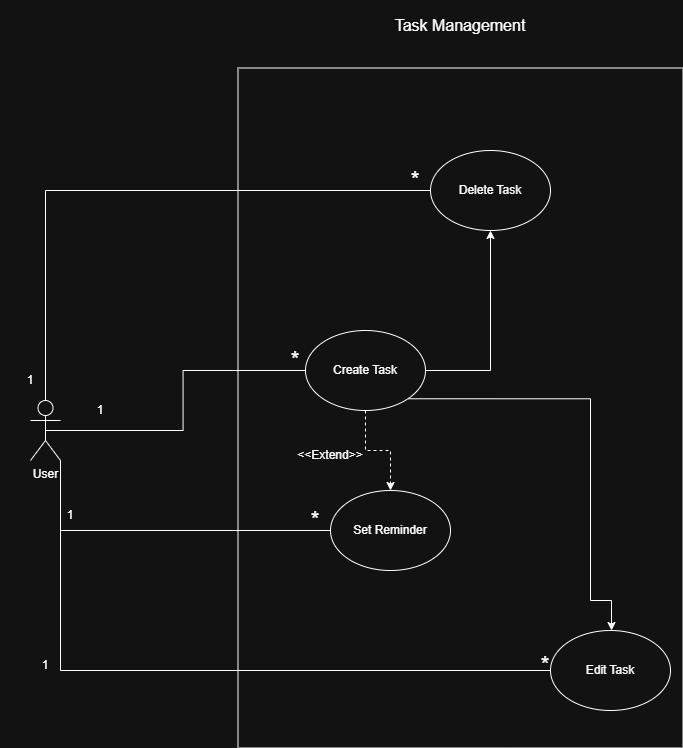 Task Management
*
Delete Task
*
Create Task
1
1
User
<<Extend>>
1
*
Set Reminder
1
*
Edit Task